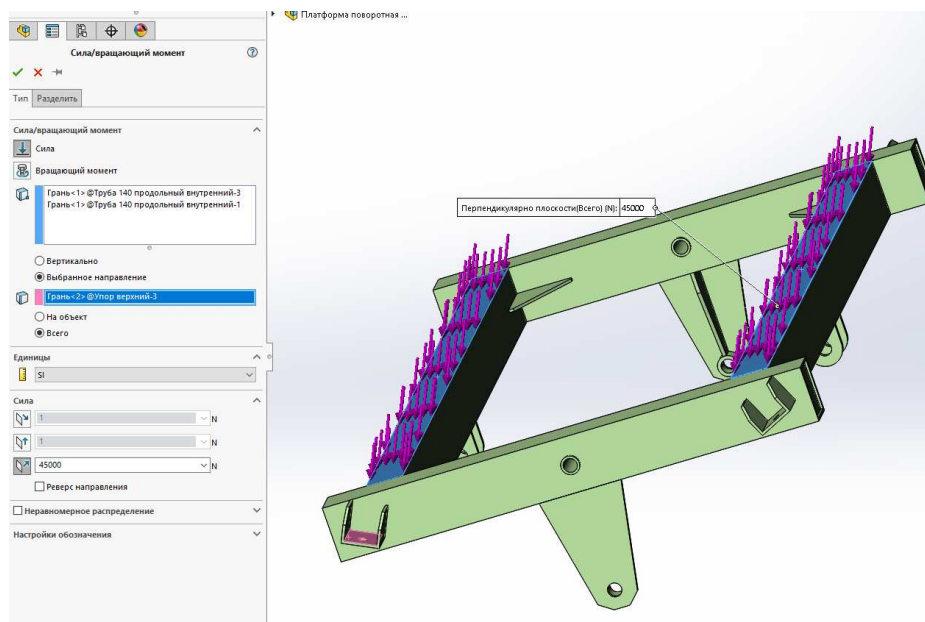 Платформа поворотная ...
Сила/вращающий момент
Тип Разделить
Сила/вращающий момент
Сила
Вращающий момент
Грань<1> @Труба 140 продольный внутренний-3
Грань<1> @Труба 140 продольный внутренний-1
Вертикально
Выбранное направление
Грань<2> @Упор верхний-3
На объект
Всего
Единицы
SI
Сила
1 N
1 N
45000 N
Реверс направления
Неравномерное распределение
Настройки обозначения
Перпендикулярно плоскости(Всего) (N): 45000